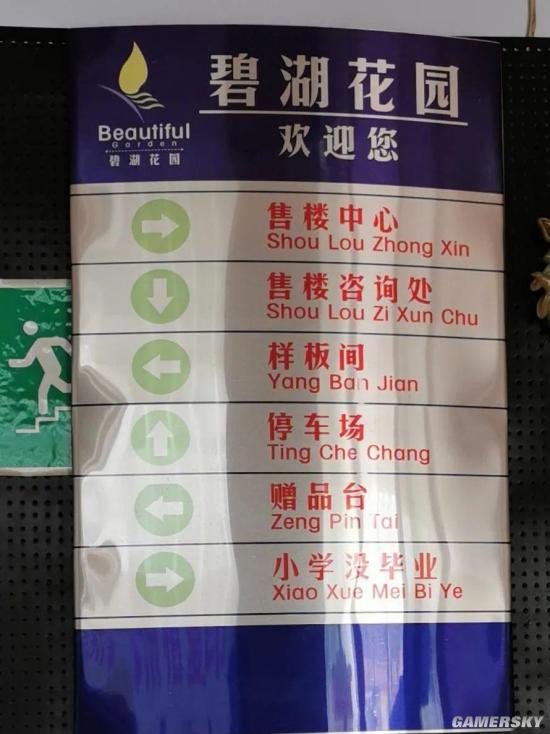 Beautiful
Garden
碧湖花园
碧湖花园
欢迎您
售楼中心
Shou Lou Zhong Xin
售楼咨询处
Shou Lou Zi Xun Chu
样板间
Yang Ban Jian
停车场
Ting Che Chang
赠品台
Zeng Pin Tai
小学没毕业
Xiao Xue Mei Bi Ye
GAMERSKY